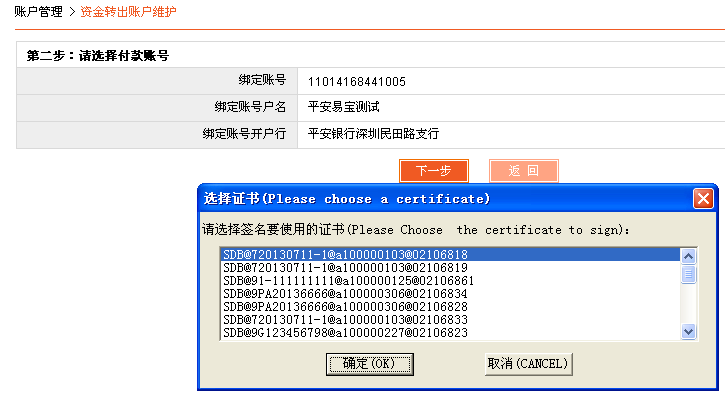 账户管理 > 资金转出账户维护
第二步：请选择付款账号
绑定账号 11014168441005
绑定账号户名 平安易宝测试
绑定账号开户行 平安银行深圳民田路支行
下一步 返 回
选择证书(Please choose a certificate)
请选择签名要使用的证书(Please Choose  the certificate to sign):
SDB@720130711-1@a100000103@02106818
SDB@720130711-1@a100000103@02106819
SDB@91-111111111@a100000125@02106861
SDB@9PA20136666@a100000306@02106834
SDB@9PA20136666@a100000306@02106828
SDB@720130711-1@a100000103@02106833
SDB@9G123456798@a100000227@02106823
确定(OK) 取消(CANCEL)